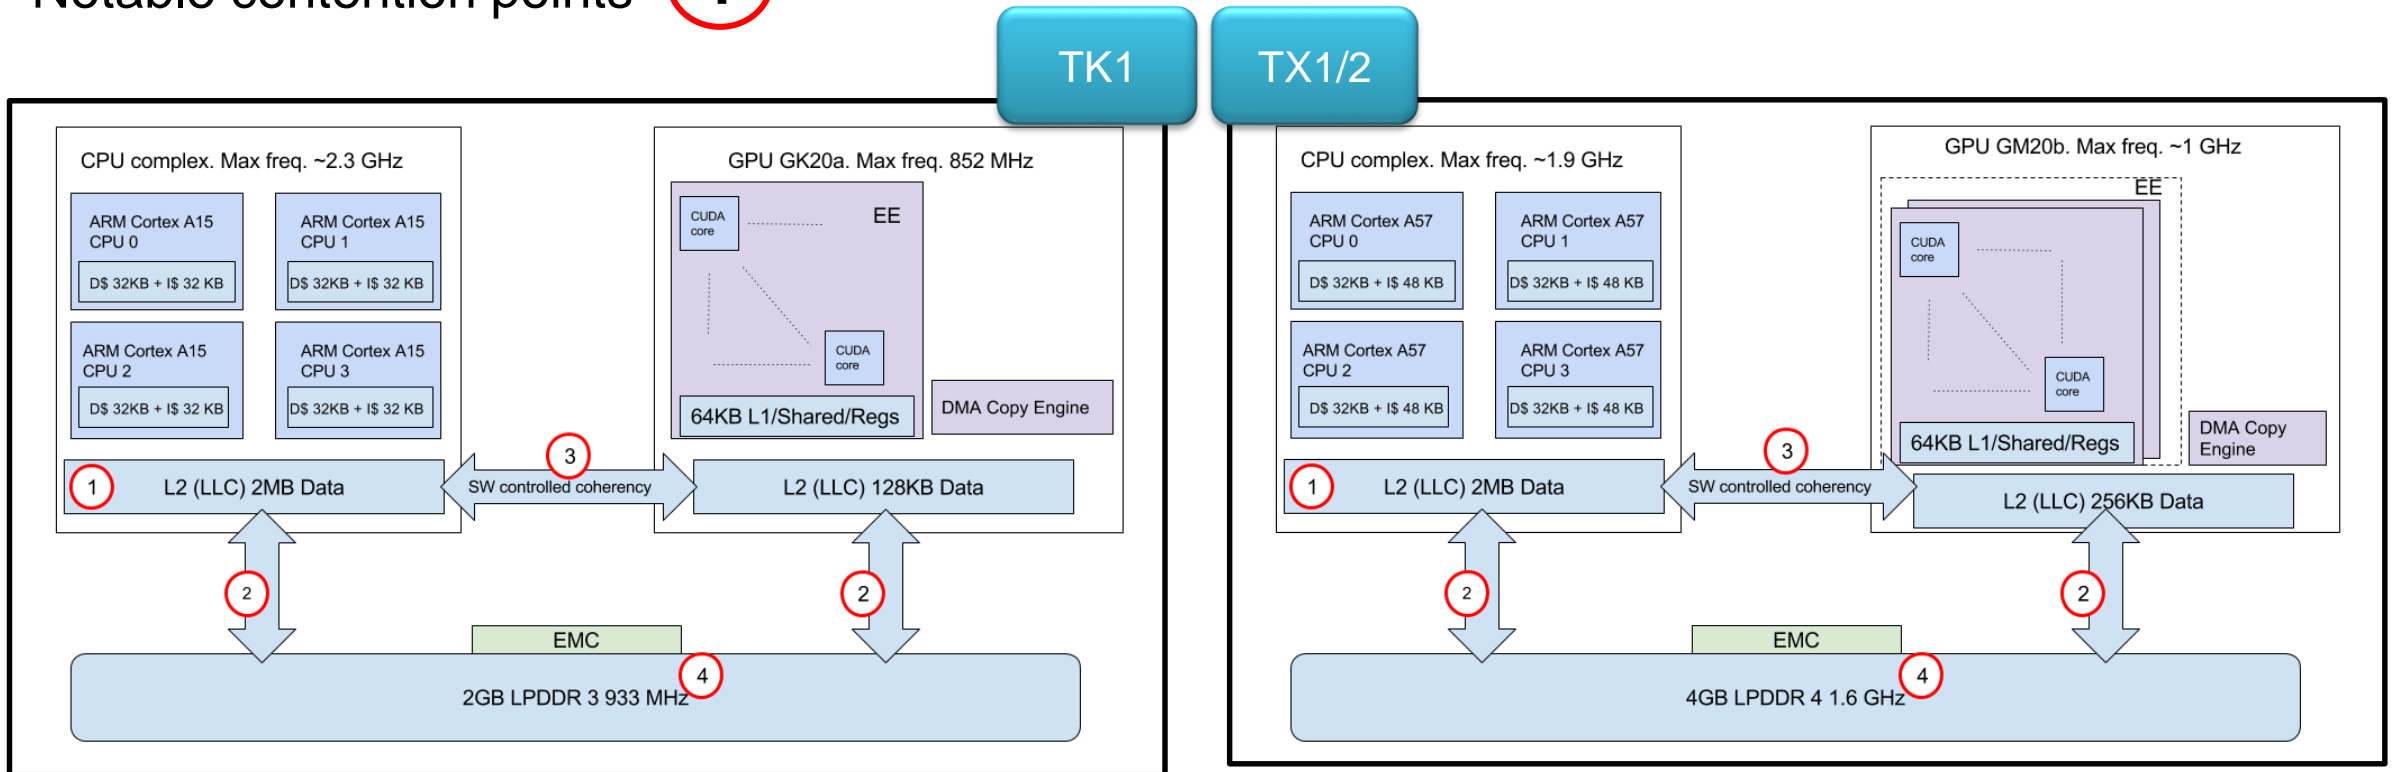 Notable contention points
TK1
TX1/2
CPU complex. Max freq. ~2.3 GHz
ARM Cortex A15
CPU 0
D$ 32KB + I$ 32 KB
ARM Cortex A15
CPU 1
D$ 32KB + I$ 32 KB
ARM Cortex A15
CPU 2
D$ 32KB + I$ 32 KB
ARM Cortex A15
CPU 3
D$ 32KB + I$ 32 KB
1
L2 (LLC) 2MB Data
3
SW controlled coherency
GPU GK20a. Max freq. 852 MHz
EE
CUDA
core
CUDA
core
64KB L1/Shared/Regs
DMA Copy Engine
L2 (LLC) 128KB Data
2
2
EMC
4
2GB LPDDR 3 933 MHz
CPU complex. Max freq. ~1.9 GHz
ARM Cortex A57
CPU 0
D$ 32KB + I$ 48 KB
ARM Cortex A57
CPU 1
D$ 32KB + I$ 48 KB
ARM Cortex A57
CPU 2
D$ 32KB + I$ 48 KB
ARM Cortex A57
CPU 3
D$ 32KB + I$ 48 KB
1
L2 (LLC) 2MB Data
3
SW controlled coherency
GPU GM20b. Max freq. ~1 GHz
EE
CUDA
core
CUDA
core
64KB L1/Shared/Regs
DMA Copy
Engine
L2 (LLC) 256KB Data
2
2
EMC
4
4GB LPDDR 4 1.6 GHz